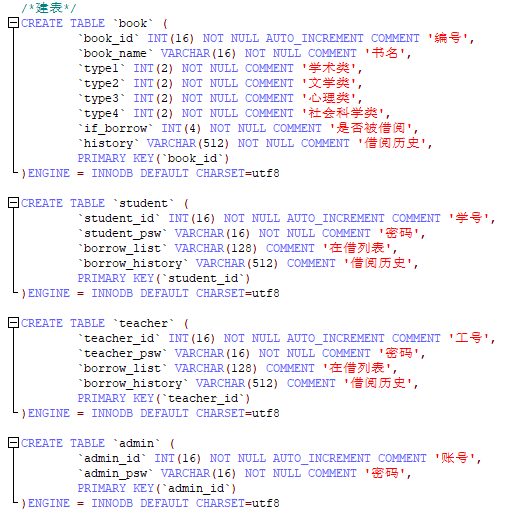 /*建表*/
CREATE TABLE `book` (
`book_id` INT(16) NOT NULL AUTO_INCREMENT COMMENT '编号',
`book_name` VARCHAR(16) NOT NULL COMMENT '书名',
`type1` INT(2) NOT NULL COMMENT '学术类',
`type2` INT(2) NOT NULL COMMENT '文学类',
`type3` INT(2) NOT NULL COMMENT '心理类',
`type4` INT(2) NOT NULL COMMENT '社会科学类',
`if_borrow` INT(4) NOT NULL COMMENT '是否被借阅',
`history` VARCHAR(512) NOT NULL COMMENT '借阅历史',
PRIMARY KEY(`book_id`)
)ENGINE = INNODB DEFAULT CHARSET=utf8
CREATE TABLE `student` (
`student_id` INT(16) NOT NULL AUTO_INCREMENT COMMENT '学号',
`student_psw` VARCHAR(16) NOT NULL COMMENT '密码',
`borrow_list` VARCHAR(128) COMMENT '在借列表',
`borrow_history` VARCHAR(512) COMMENT '借阅历史',
PRIMARY KEY(`student_id`)
)ENGINE = INNODB DEFAULT CHARSET=utf8
CREATE TABLE `teacher` (
`teacher_id` INT(16) NOT NULL AUTO_INCREMENT COMMENT '工号',
`teacher_psw` VARCHAR(16) NOT NULL COMMENT '密码',
`borrow_list` VARCHAR(128) COMMENT '在借列表',
`borrow_history` VARCHAR(512) COMMENT '借阅历史',
PRIMARY KEY(`teacher_id`)
)ENGINE = INNODB DEFAULT CHARSET=utf8
CREATE TABLE `admin` (
`admin_id` INT(16) NOT NULL AUTO_INCREMENT COMMENT '账号',
`admin_psw` VARCHAR(16) NOT NULL COMMENT '密码',
PRIMARY KEY(`admin_id`)
)ENGINE = INNODB DEFAULT CHARSET=utf8